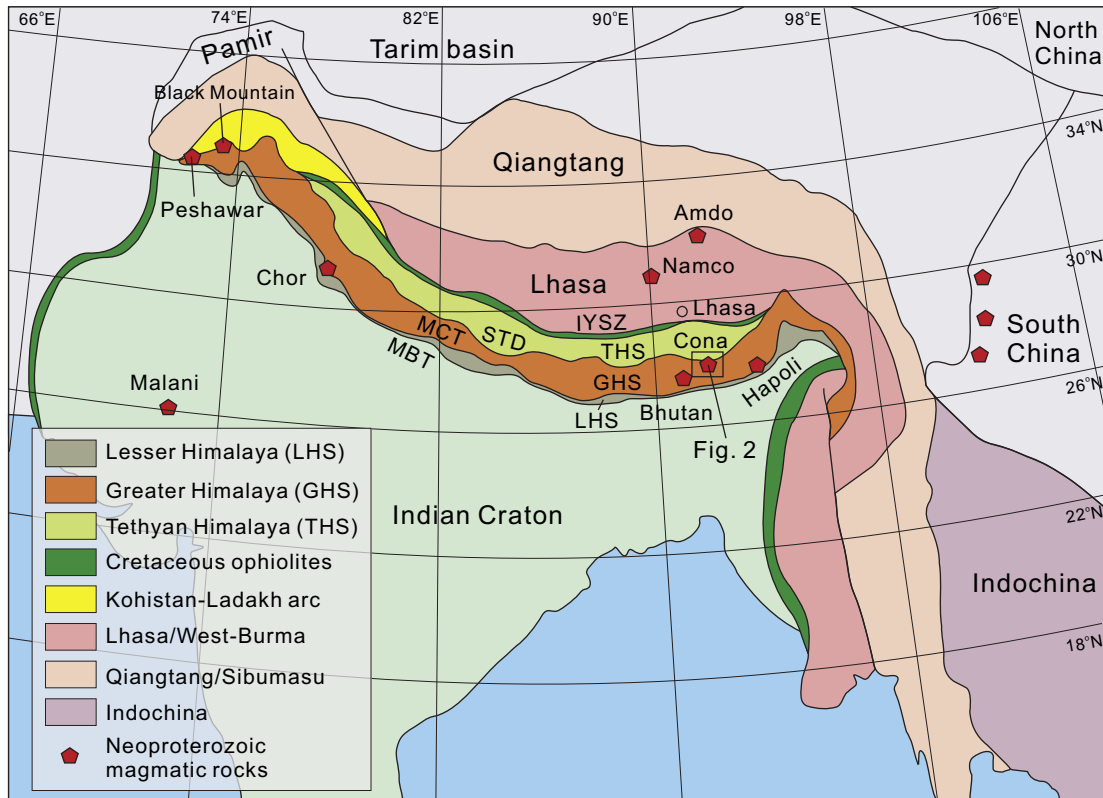 66°E
74°E
82°E
90°E
98°E
106°E
Pamir
Tarim basin
North
China
Black Mountain
34°N
Qiangtang
Peshawar
Amdo
Chor
Namco
30°N
Lhasa
Lhasa
IYSZ
South
China
MCT
STD
THS
Cona
MBT
GHS
Hapoli
26°N
Malani
LHS
Bhutan
Fig. 2
Lesser Himalaya (LHS)
Greater Himalaya (GHS)
Indian Craton
22°N
Tethyan Himalaya (THS)
Cretaceous ophiolites
Indochina
Kohistan-Ladakh arc
Lhasa/West-Burma
18°N
Qiangtang/Sibumasu
Indochina
Neoproterozoic
magmatic rocks